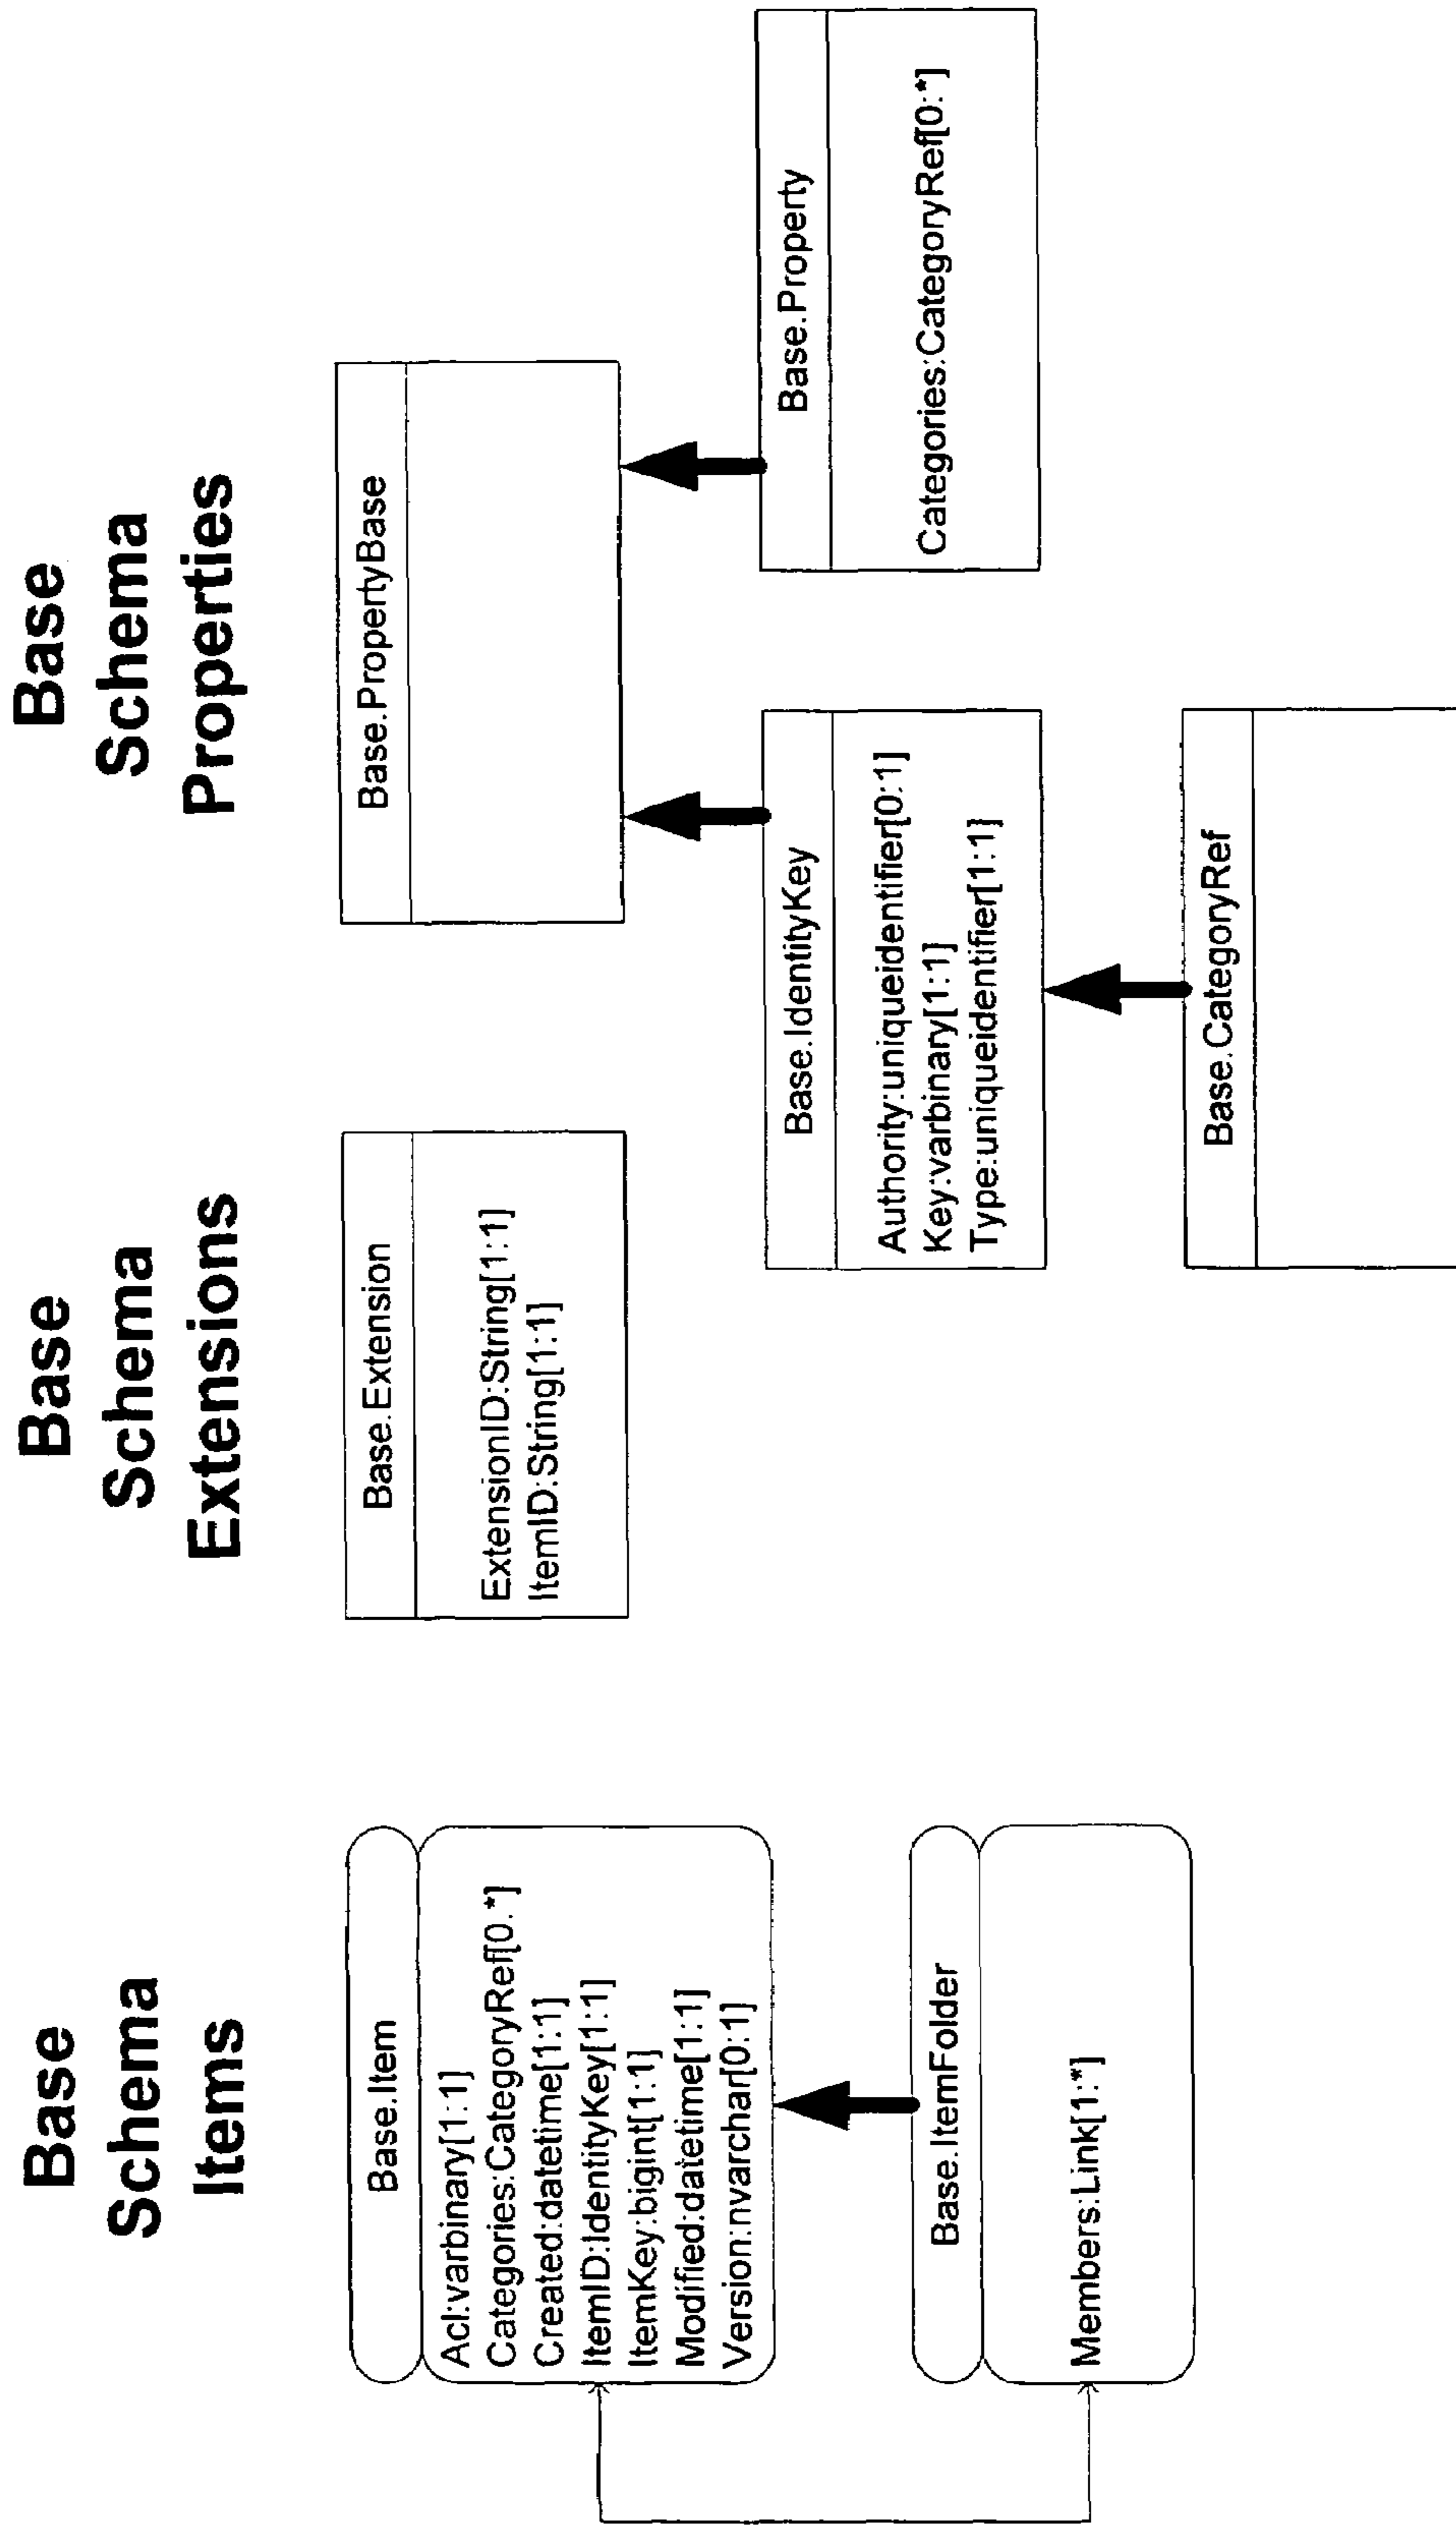 Base
Schema
Items
Base.Item
Acl:varbinary[1:1]
Categories:CategoryRef[0.*]
Created:datetime[1:1]
ItemID:IdentityKey[1:1]
ItemKey:bigint[1:1]
Modified:datetime[1:1]
Version:nvarchar[0:1]
Base.ItemFolder
Members:Link[1:*]
Base
Schema
Extensions
Base.Extension
ExtensionID:String[1:1]
ItemID:String[1:1]
Base
Schema
Properties
Base.PropertyBase
Base.IdentityKey
Authority:uniqueidentifier[0:1]
Key:varbinary[1:1]
Type:uniqueidentifier[1:1]
Base.Property
Categories:CategoryRef[0:*]
Base.CategoryRef